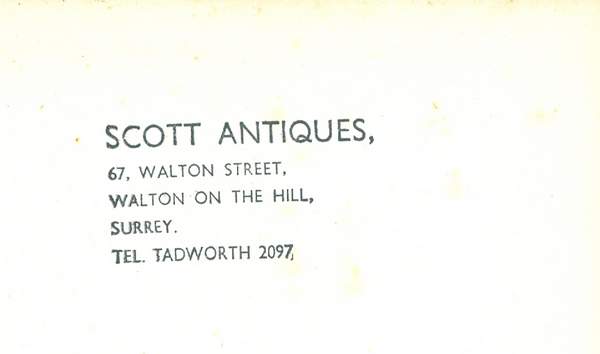 SCOTT ANTIQUES,
67, WALTON STREET,
WALTON ON THE HILL,
SURREY.
TEL. TADWORTH 2097,